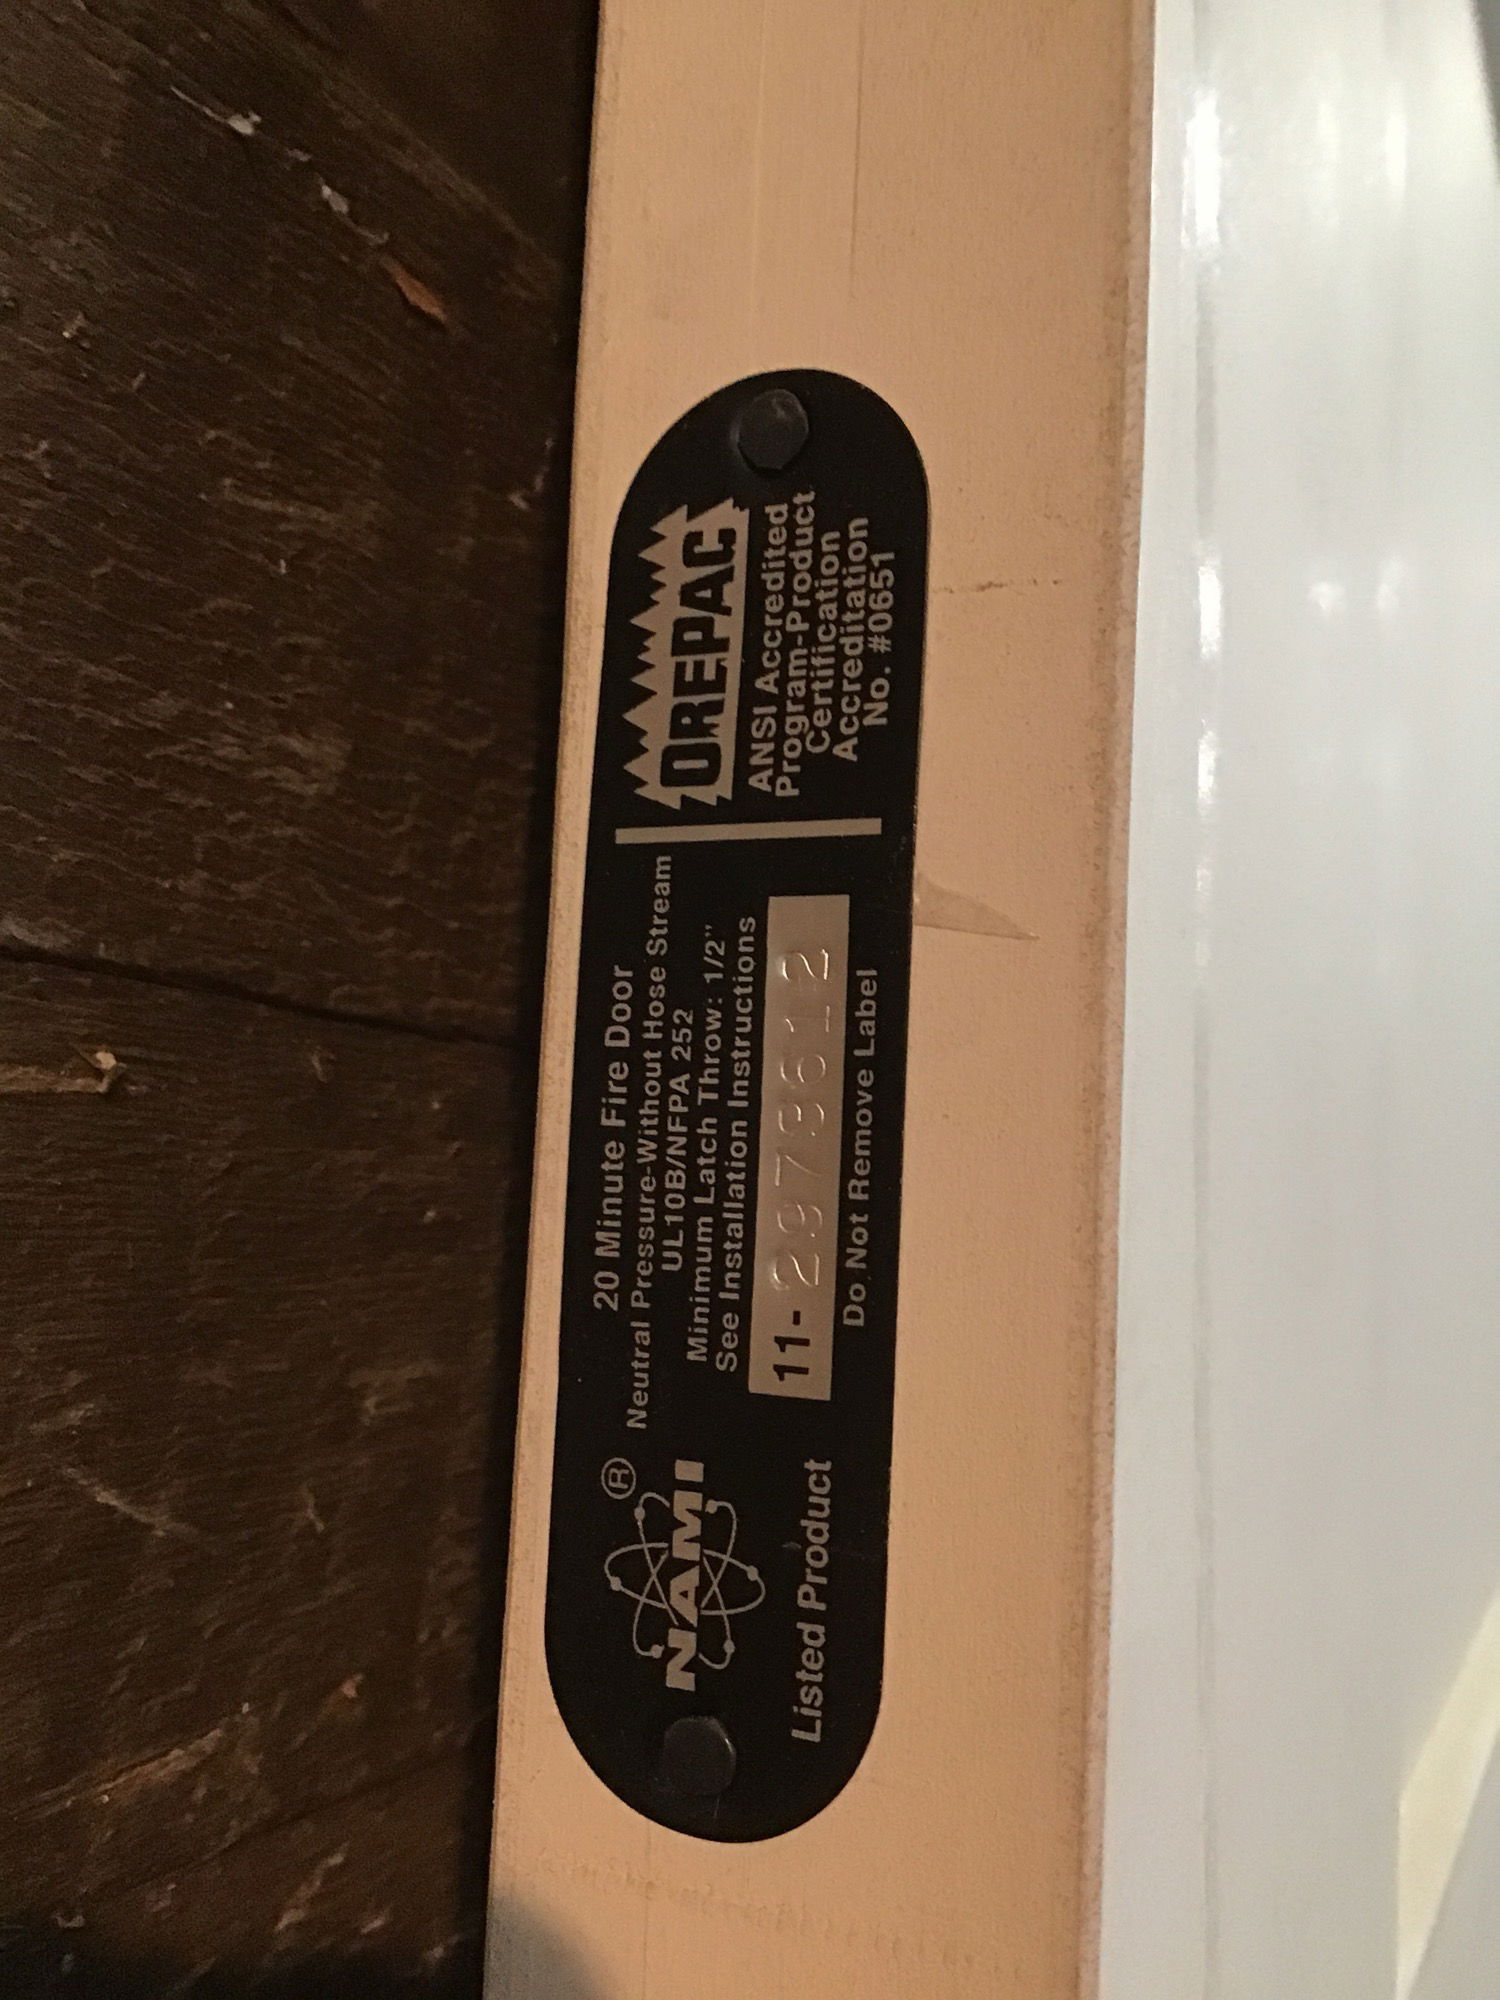 NAMI®
Listed Product
20 Minute Fire Door
Neutral Pressure-Without Hose Stream
UL10B/NFPA 252
Minimum Latch Throw: 1/2"
See Installation Instructions
11- 2973612
Do Not Remove Label
OREPAC
ANSI Accredited
Program-Product
Certification
Accreditation
No. #0651